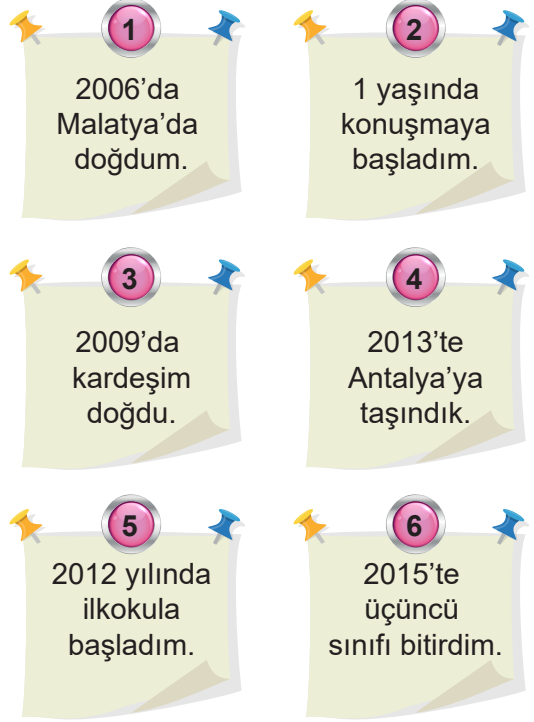 1
2006’da
Malatya’da
doğdum.
2
1 yaşında
konuşmaya
başladım.
3
2009’da
kardeşim
doğdu.
4
2013’te
Antalya’ya
taşındık.
5
2012 yılında
ilkokula
başladım.
6
2015’te
üçüncü
sınıfı bitirdim.